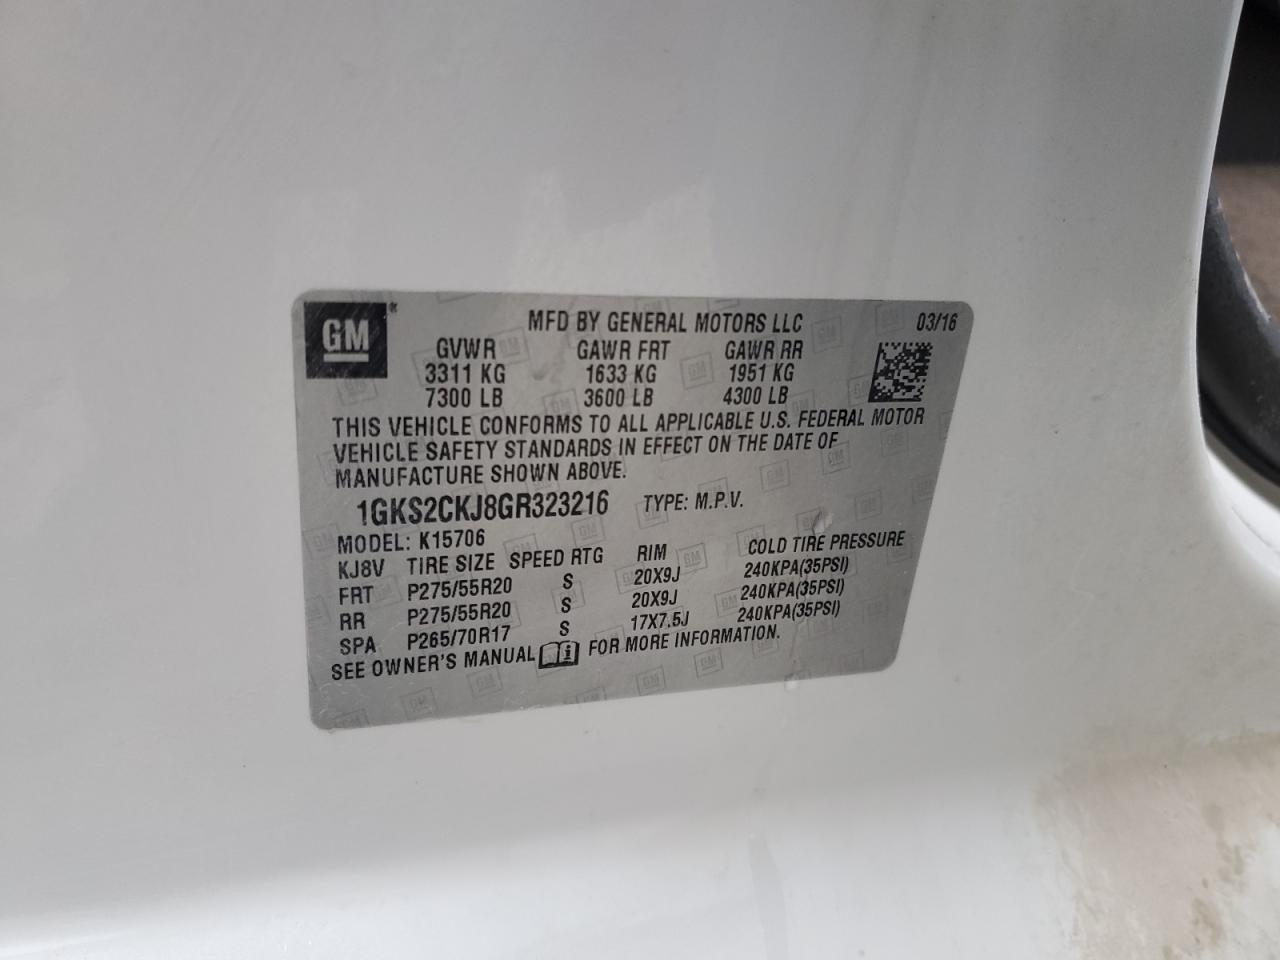 GM
MFD BY GENERAL MOTORS LLC 03/16
GVWR GAWR FRT GAWR RR
3311 KG 1633 KG 1951 KG
7300 LB 3600 LB 4300 LB
THIS VEHICLE CONFORMS TO ALL APPLICABLE U.S. FEDERAL MOTOR
VEHICLE SAFETY STANDARDS IN EFFECT ON THE DATE OF
MANUFACTURE SHOWN ABOVE.
1GKS2CKJ8GR323216 TYPE: M.P.V.
MODEL: K15706
KJ8V TIRE SIZE SPEED RTG RIM COLD TIRE PRESSURE
FRT P275/55R20 S 20X9J 240KPA(35PSI)
RR P275/55R20 S 20X9J 240KPA(35PSI)
SPA P265/70R17 S 17X7.5J 240KPA(35PSI)
SEE OWNER'S MANUAL FOR MORE INFORMATION.